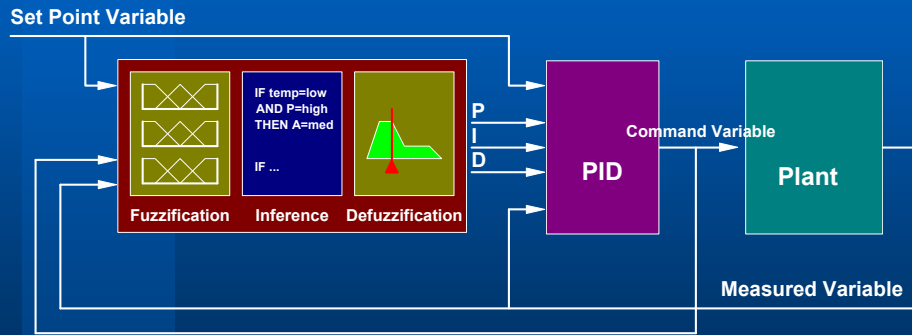 Set Point Variable
IF temp=low
AND P=high
THEN A=med
IF ...
Fuzzification
Inference
Defuzzification
P
I
D
PID
Command Variable
Plant
Measured Variable